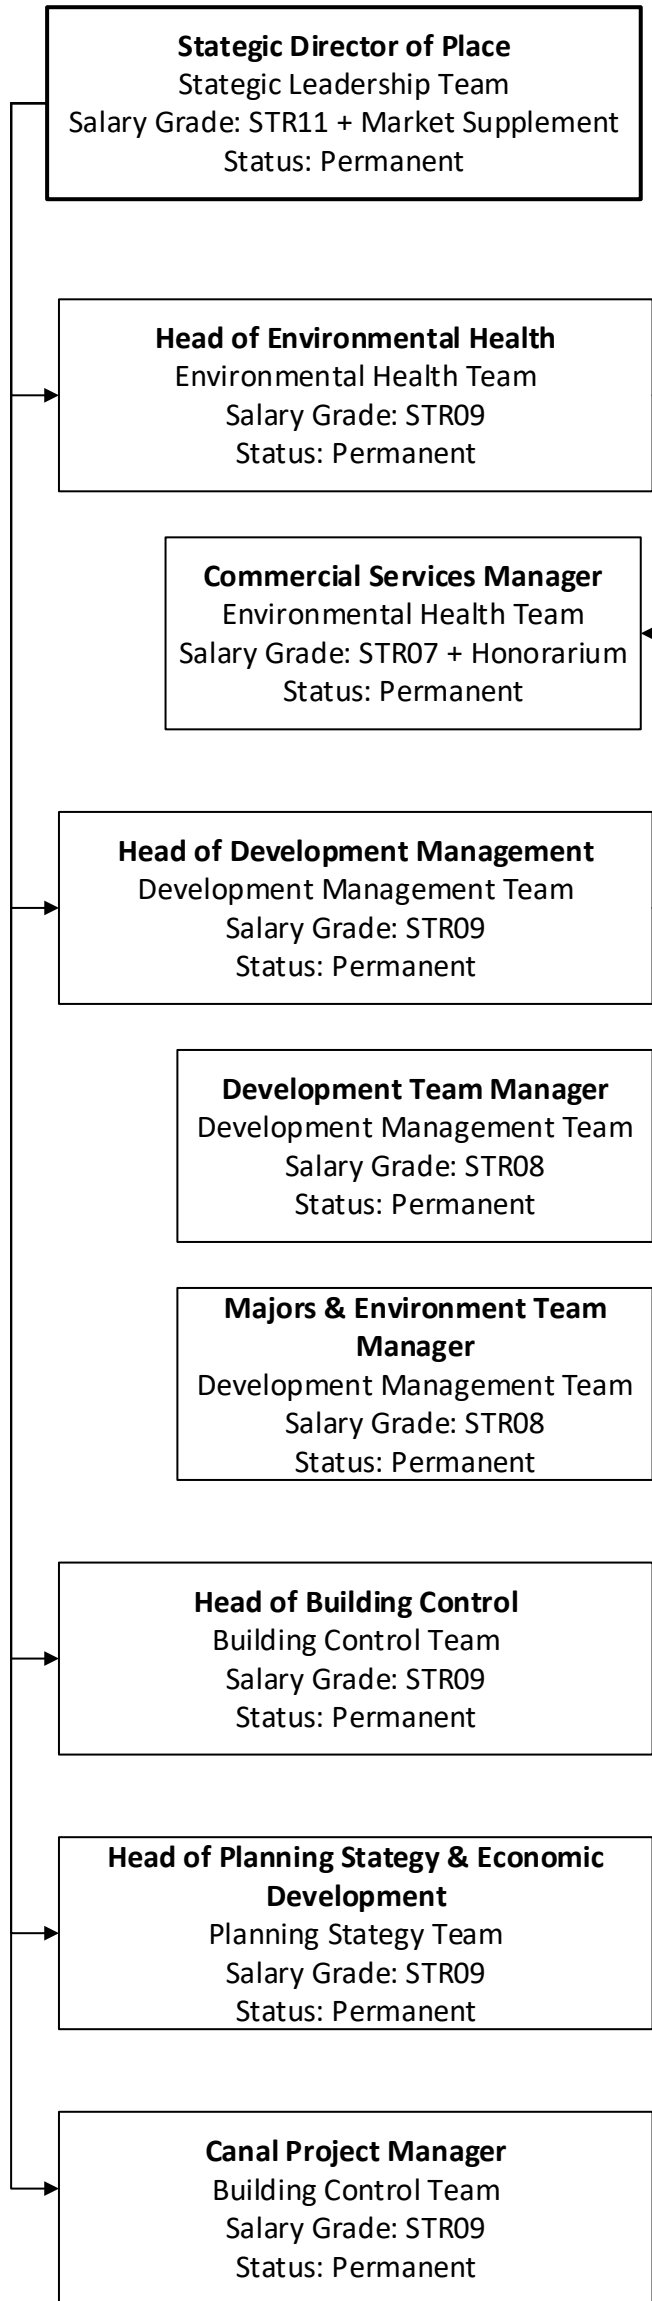 Stategic Director of Place
Stategic Leadership Team
Salary Grade: STR11 + Market Supplement
Status: Permanent
Head of Environmental Health
Environmental Health Team
Salary Grade: STR09
Status: Permanent
Commercial Services Manager
Environmental Health Team
Salary Grade: STR07 + Honorarium
Status: Permanent
Head of Development Management
Development Management Team
Salary Grade: STR09
Status: Permanent
Development Team Manager
Development Management Team
Salary Grade: STR08
Status: Permanent
Majors & Environment Team
Manager
Development Management Team
Salary Grade: STR08
Status: Permanent
Head of Building Control
Building Control Team
Salary Grade: STR09
Status: Permanent
Head of Planning Stategy & Economic
Development
Planning Stategy Team
Salary Grade: STR09
Status: Permanent
Canal Project Manager
Building Control Team
Salary Grade: STR09
Status: Permanent